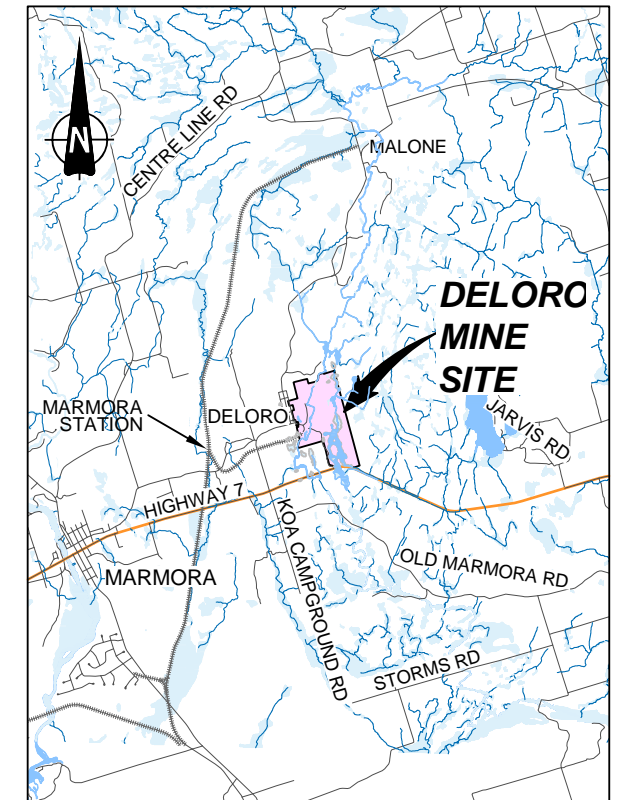 N
CENTRE LINE RD
MALONE
DELORO
MINE
SITE
JARVIS RD
MARMORA
STATION
DELORO
HIGHWAY 7
KOA CAMPGROUND RD
OLD MARMORA RD
MARMORA
STORMS RD